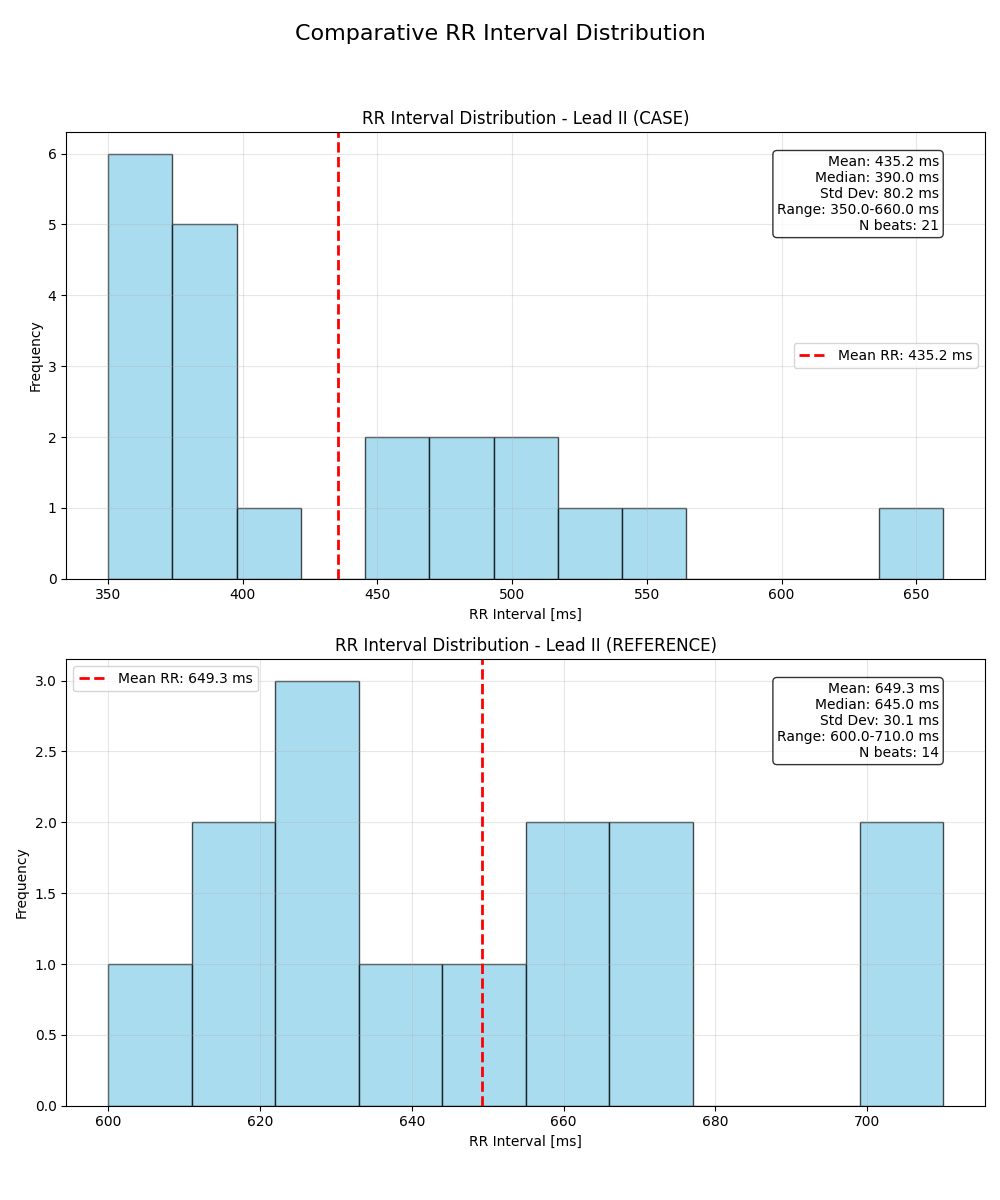 Comparative RR Interval Distribution
RR Interval Distribution - Lead II (CASE)
Frequency
6
5
4
3
2
1
0
Mean: 435.2 ms
Median: 390.0 ms
Std Dev: 80.2 ms
Range: 350.0-660.0 ms
N beats: 21
Mean RR: 435.2 ms
350 400 450 500 550 600 650
RR Interval [ms]
RR Interval Distribution - Lead II (REFERENCE)
Frequency
3.0
2.5
2.0
1.5
1.0
0.5
0.0
Mean RR: 649.3 ms
Mean: 649.3 ms
Median: 645.0 ms
Std Dev: 30.1 ms
Range: 600.0-710.0 ms
N beats: 14
600 620 640 660 680 700
RR Interval [ms]